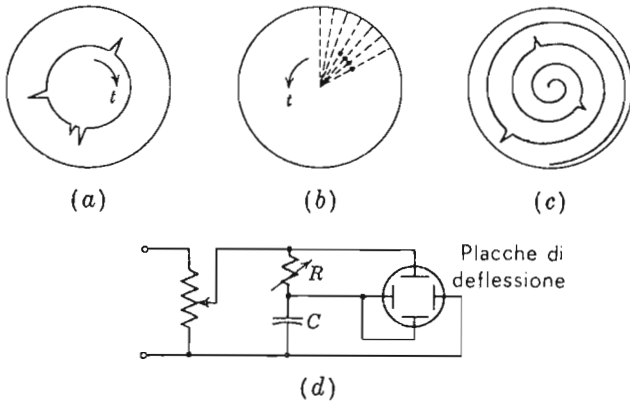 t
t
(a)
(b)
(c)
Placche di
deflessione
R
C
(d)